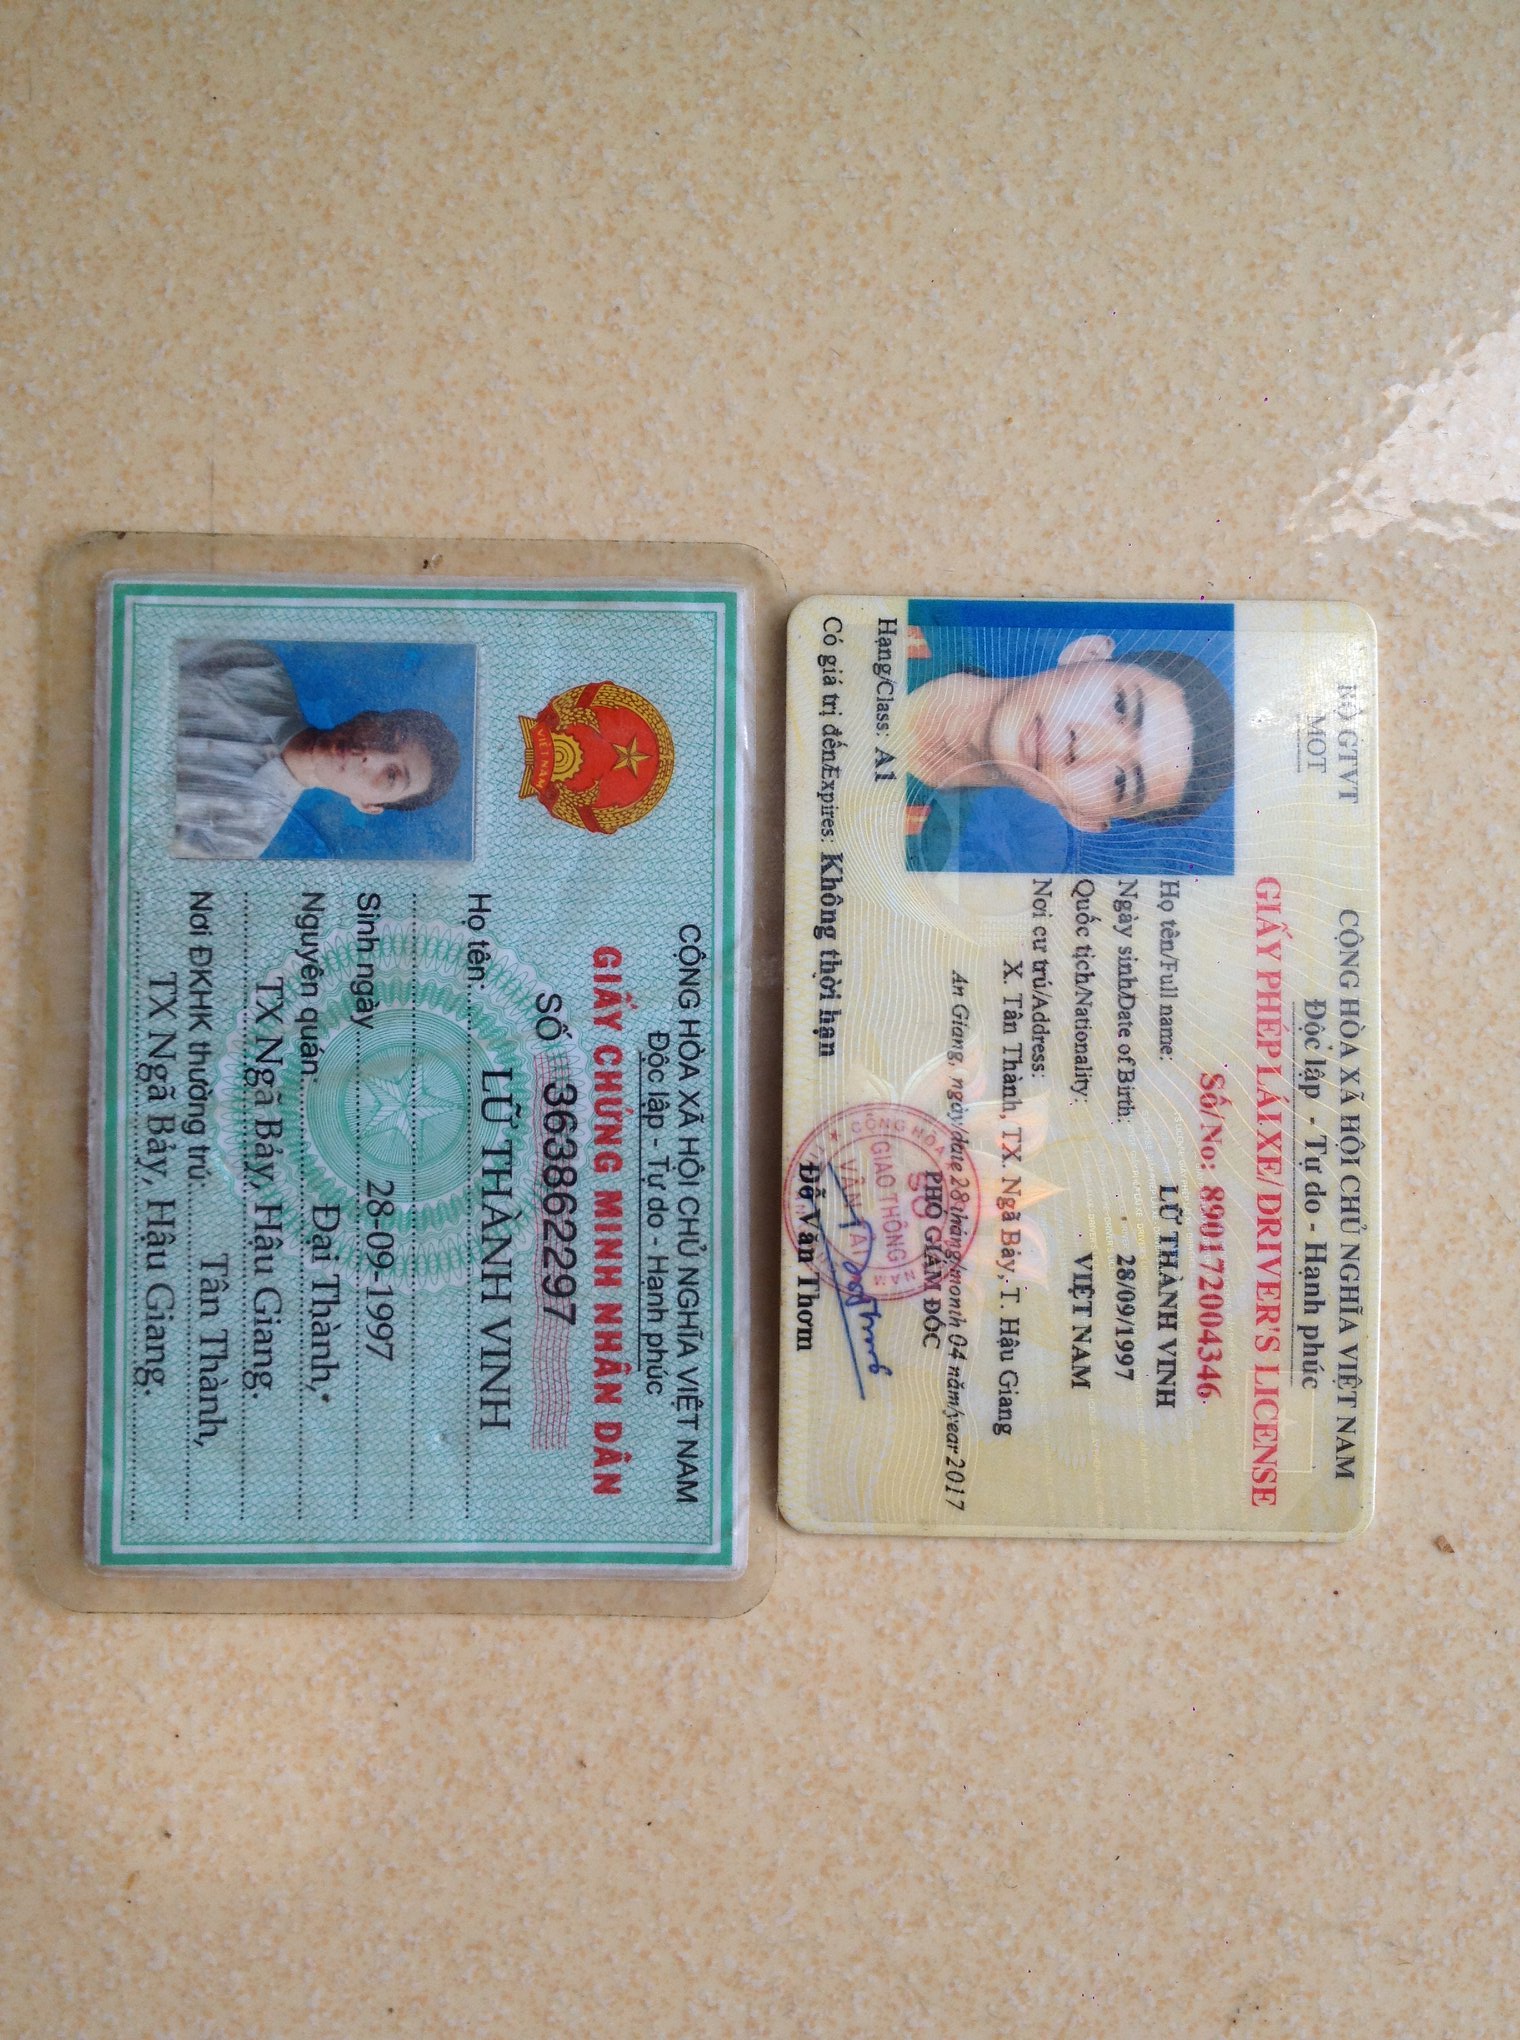 BỘ GTVT
MOT
CỘNG HÒA XÃ HỘI CHỦ NGHĨA VIỆT NAM
Độc lập - Tự do - Hạnh phúc
GIẤY PHÉP LÁI XE/ DRIVER'S LICENSE
Số/No: 890172004346
Họ tên/Full name: LỮ THÀNH VINH
Ngày sinh/Date of Birth: 28/09/1997
Quốc tịch/Nationality: VIỆT NAM
Nơi cư trú/Address:
X. Tân Thành, TX. Ngã Bảy, T. Hậu Giang
An Giang, ngày/date 28 tháng/month 04 năm/year 2017
Hạng/Class: A1
PHÓ GIÁM ĐỐC
Có giá trị đến/Expires: Không thời hạn
CỘNG HÒA
GIAO THÔNG
VẬN TẢI
Đỗ Văn Thơm
CỘNG HÒA XÃ HỘI CHỦ NGHĨA VIỆT NAM
Độc lập - Tự do - Hạnh phúc
GIẤY CHỨNG MINH NHÂN DÂN
VIỆT NAM
SỐ 363862297
Họ tên: LỮ THÀNH VINH
Sinh ngày 28-09-1997
Nguyên quán: Đại Thành,
TX Ngã Bảy, Hậu Giang.
Nơi ĐKHK thường trú: Tân Thành,
TX Ngã Bảy, Hậu Giang.